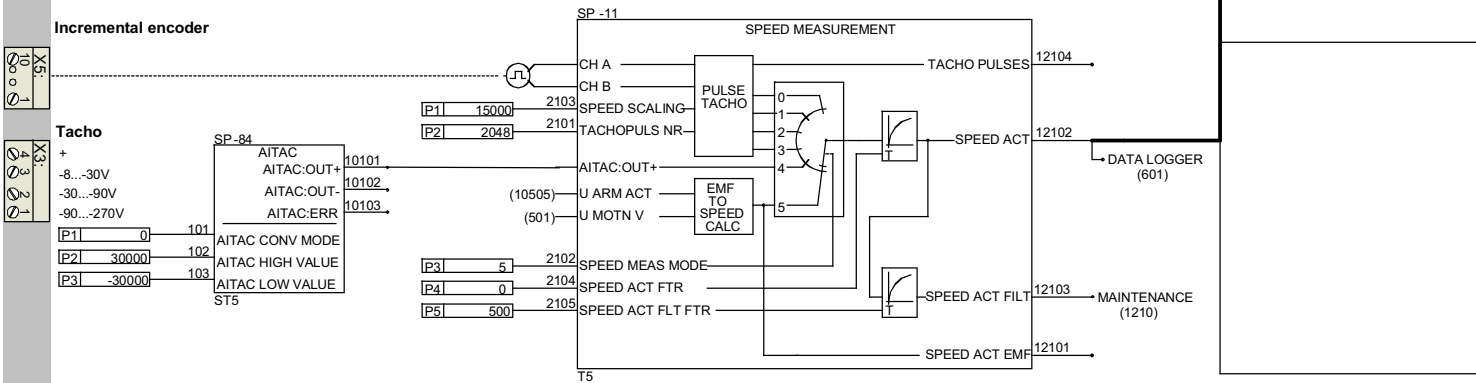 Incremental encoder
X5:
10
1
Tacho
X3:
4
3
2
1
+
-8...-30V
-30...-90V
-90...-270V
SP-84
AITAC
AITAC:OUT+
10101
AITAC:OUT-
10102
AITAC:ERR
10103
P1 0 101 AITAC CONV MODE
P2 30000 102 AITAC HIGH VALUE
P3 -30000 103 AITAC LOW VALUE
ST5
SP -11
SPEED MEASUREMENT
CH A
CH B
P1 15000 2103 SPEED SCALING
P2 2048 2101 TACHOPULS NR
AITAC:OUT+
(10505) U ARM ACT
(501) U MOTN V
PULSE
TACHO
EMF
TO
SPEED
CALC
0
1
2
3
4
5
P3 5 2102 SPEED MEAS MODE
P4 0 2104 SPEED ACT FTR
P5 500 2105 SPEED ACT FLT FTR
T
T
TACHO PULSES 12104
SPEED ACT 12102
DATA LOGGER
(601)
SPEED ACT FILT 12103
MAINTENANCE
(1210)
SPEED ACT EMF 12101
T5